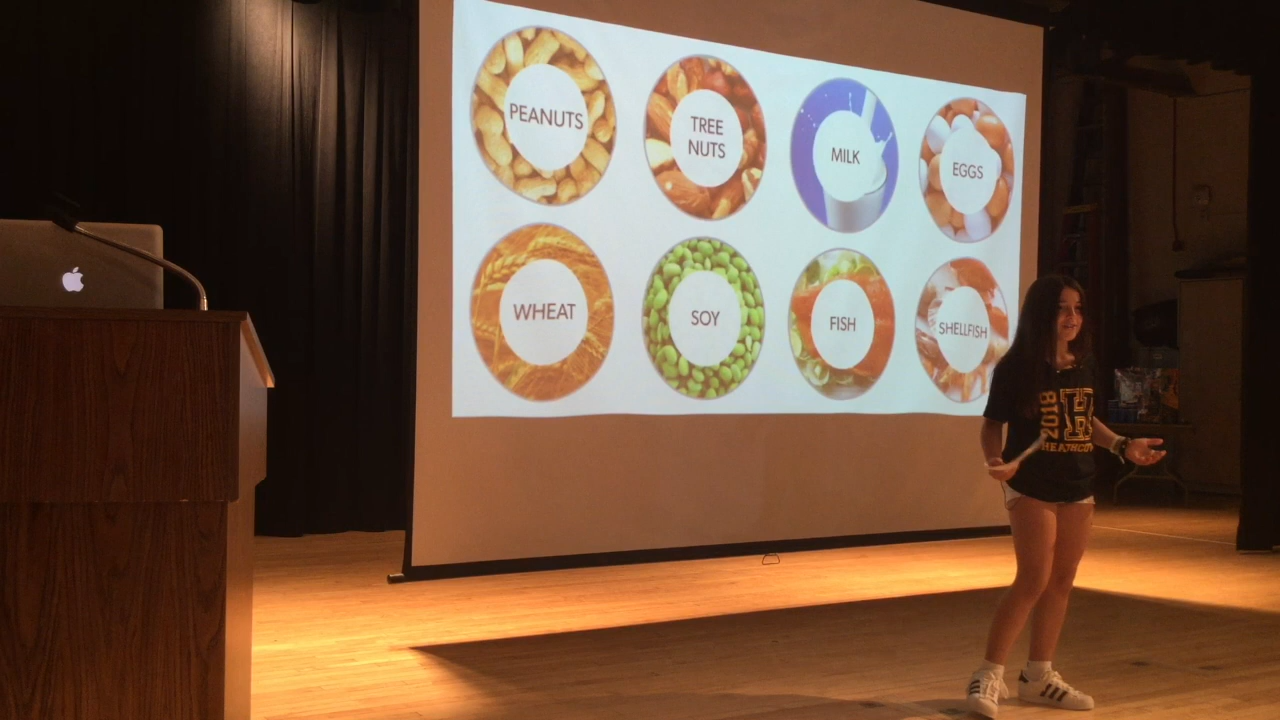 PEANUTS
TREE
NUTS
MILK
EGGS
WHEAT
SOY
FISH
SHELLFISH
2018
H